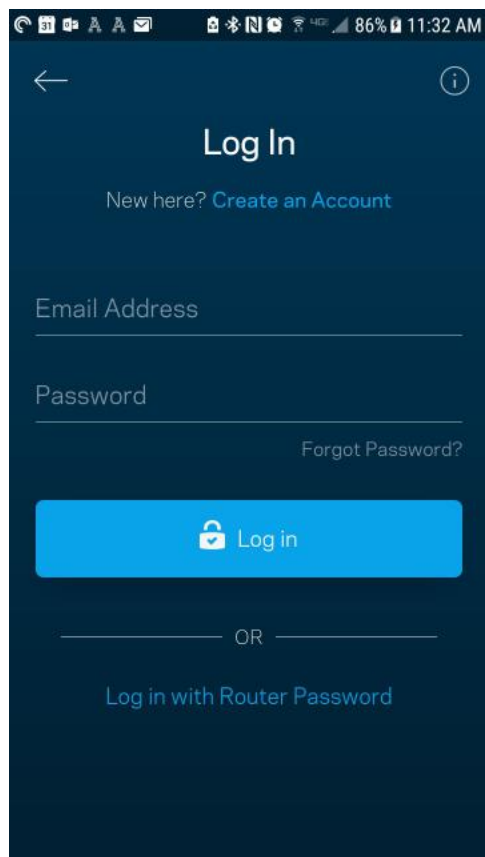 31 86% 11:32 AM
Log In
New here? Create an Account
Email Address
Password
Forgot Password?
Log in
OR
Log in with Router Password